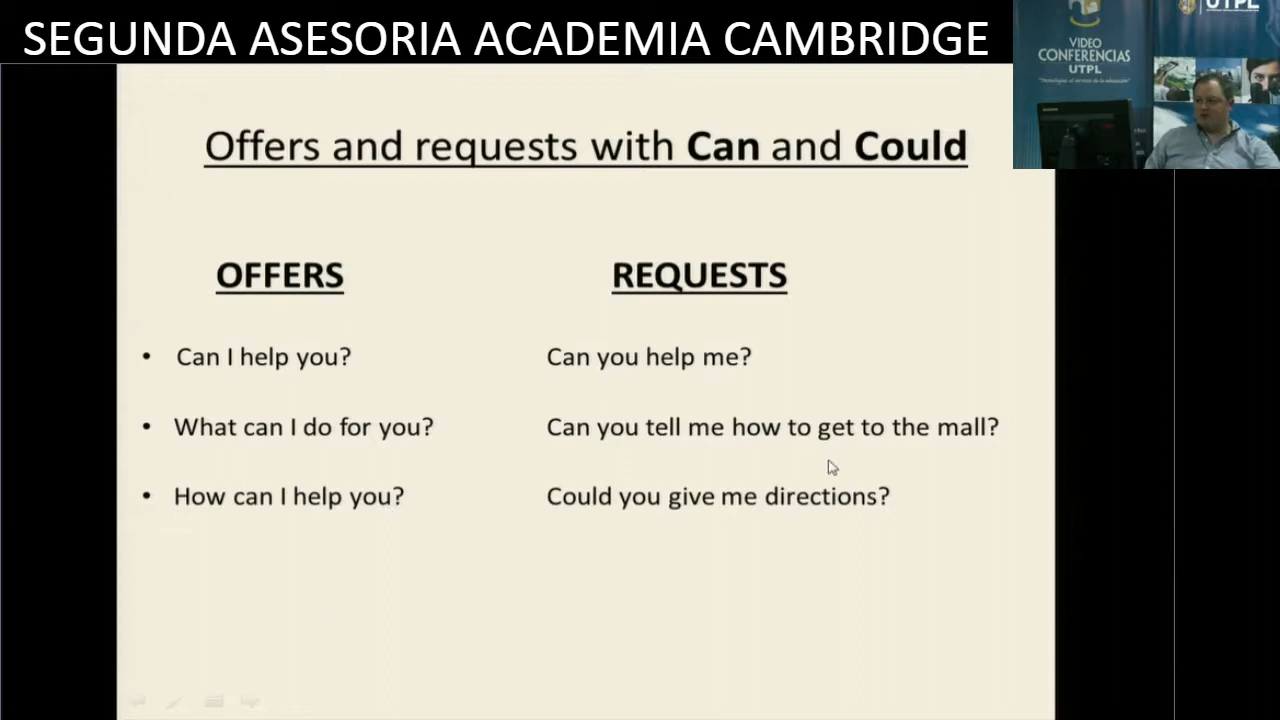 SEGUNDA ASESORIA ACADEMIA CAMBRIDGE
VIDEO
CONFERENCIAS
UTPL
UTPL
Offers and requests with Can and Could
OFFERS
REQUESTS
• Can I help you?
Can you help me?
• What can I do for you?
Can you tell me how to get to the mall?
• How can I help you?
Could you give me directions?